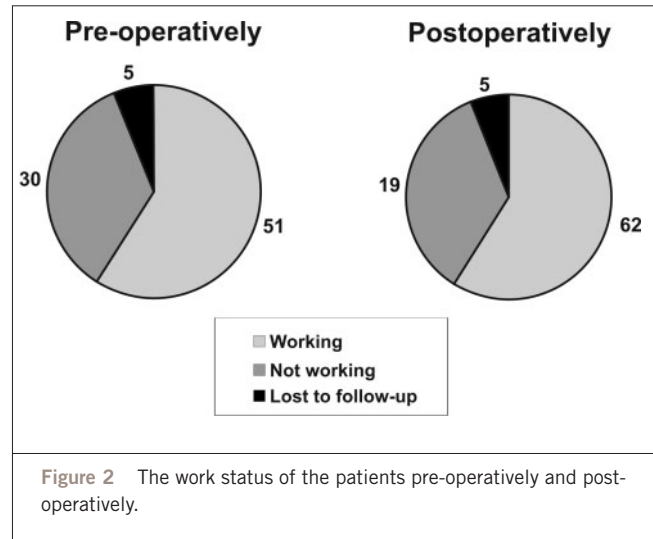 Pre-operatively
Postoperatively
5
30
51
5
19
62
Working
Not working
Lost to follow-up
Figure 2 The work status of the patients pre-operatively and post-
operatively.